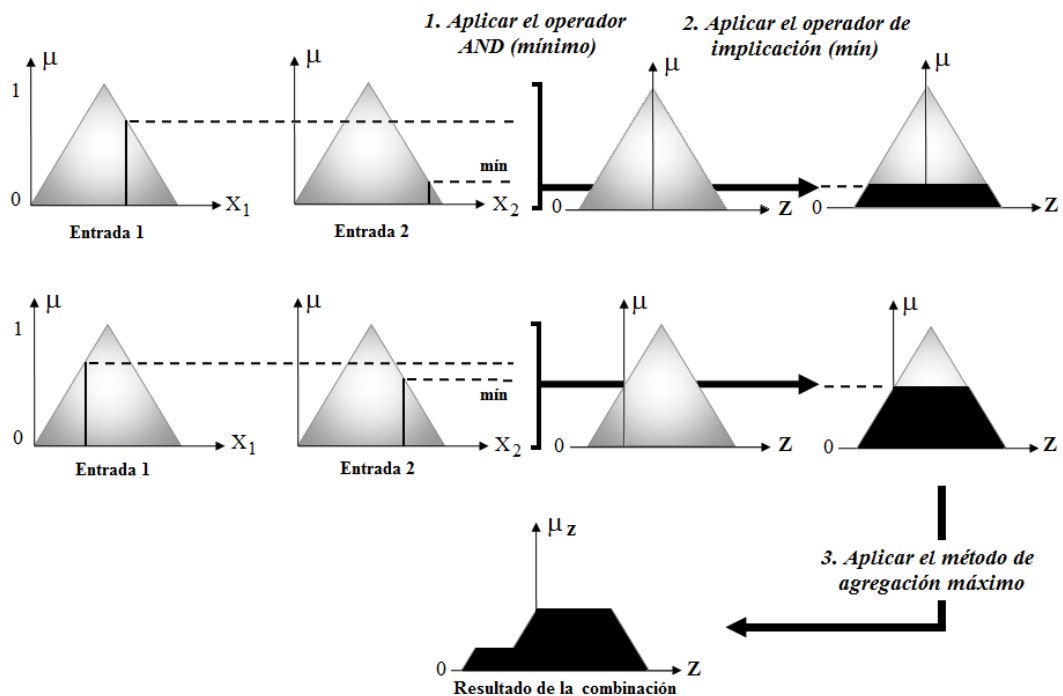 1. Aplicar el operador
AND (mínimo)
2. Aplicar el operador de
implicación (mín)
μ
1
0
X1
Entrada 1
μ
mín
X2
Entrada 2
μ
0
Z
μ
0
Z
μ
1
0
X1
Entrada 1
μ
mín
X2
Entrada 2
μ
0
Z
μ
0
Z
3. Aplicar el método de
agregación máximo
μZ
0
Z
Resultado de la combinación